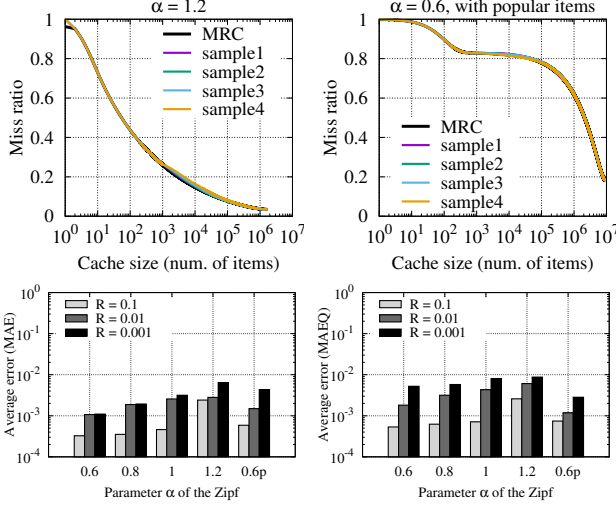 α = 1.2
Miss ratio
1
0.8
0.6
0.4
0.2
0
MRC
sample1
sample2
sample3
sample4
10^0 10^1 10^2 10^3 10^4 10^5 10^6 10^7
Cache size (num. of items)
α = 0.6, with popular items
Miss ratio
1
0.8
0.6
0.4
0.2
0
MRC
sample1
sample2
sample3
sample4
10^0 10^1 10^2 10^3 10^4 10^5 10^6 10^7
Cache size (num. of items)
Average error (MAE)
10^0
10^-1
10^-2
10^-3
10^-4
R = 0.1
R = 0.01
R = 0.001
0.6 0.8 1 1.2 0.6p
Parameter α of the Zipf
Average error (MAEQ)
10^0
10^-1
10^-2
10^-3
10^-4
R = 0.1
R = 0.01
R = 0.001
0.6 0.8 1 1.2 0.6p
Parameter α of the Zipf